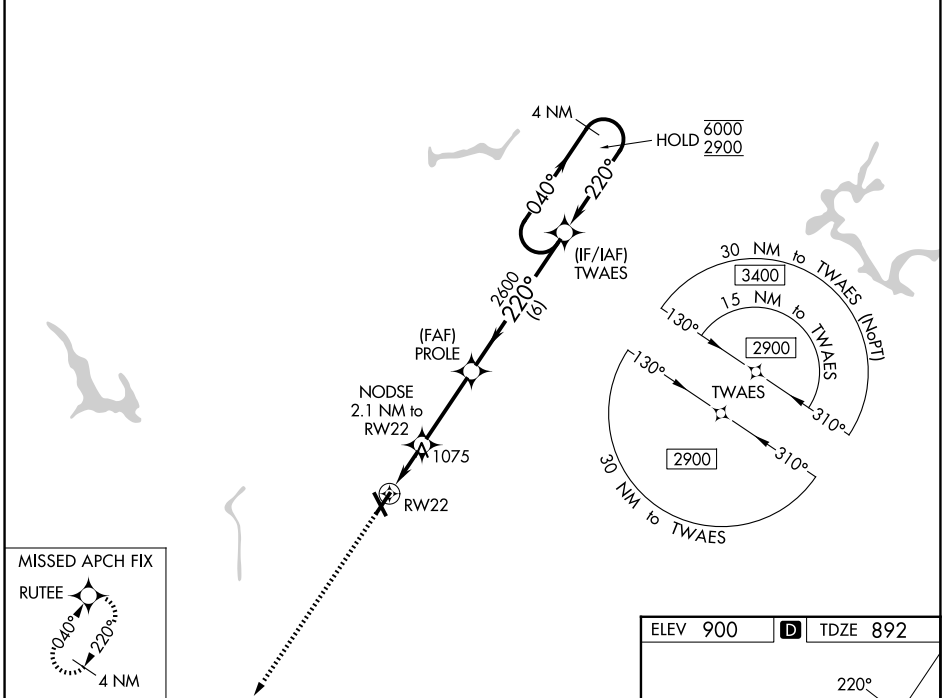 4 NM
HOLD 6000
2900
040°
220°
(IF/IAF)
TWAES
2600
220°
(6)
(FAF)
PROLE
NODSE
2.1 NM to
RW22
1075
RW22
30 NM to TWAES (NoPT)
3400
15 NM to TWAES
130°
2900
TWAES
310°
130°
2900
310°
30 NM to TWAES
MISSED APCH FIX
RUTEE
040°
220°
4 NM
ELEV 900 D TDZE 892
220°